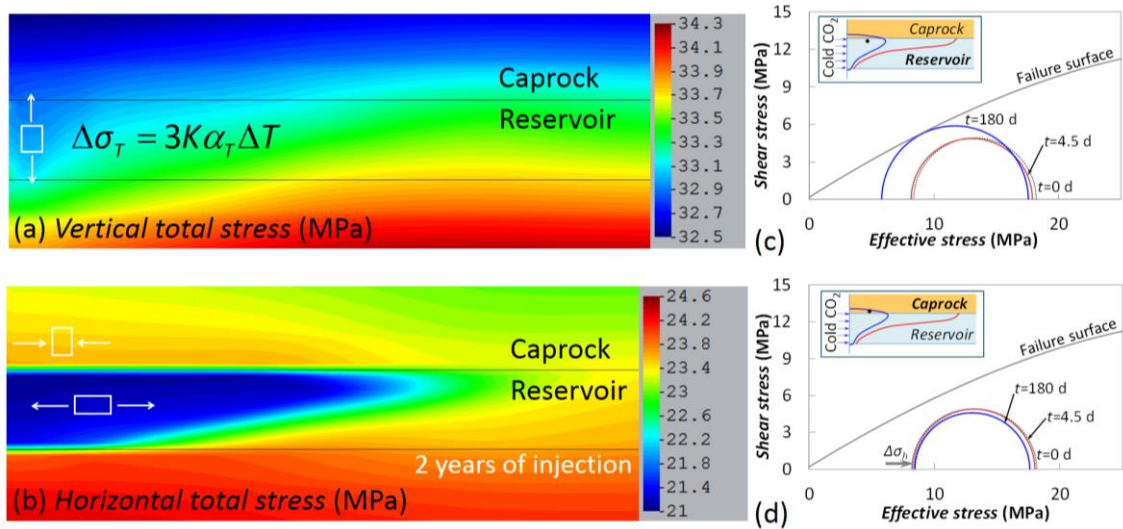 34.3
34.1
33.9
33.7
33.5
33.3
33.1
32.9
32.7
32.5
Caprock
Reservoir
Δσ_T = 3Kα_TΔT
(a) Vertical total stress (MPa)
24.6
24.2
23.8
23.4
23
22.6
22.2
21.8
21.4
21
Caprock
Reservoir
2 years of injection
(b) Horizontal total stress (MPa)
15
12
9
6
3
0
Shear stress (MPa)
Cold CO2
Caprock
Reservoir
Failure surface
t=180 d
t=4.5 d
t=0 d
0
10
20
(c)
Effective stress (MPa)
15
12
9
6
3
0
Shear stress (MPa)
Cold CO2
Caprock
Reservoir
Failure surface
t=180 d
t=4.5 d
t=0 d
Δσ_h
0
10
20
(d)
Effective stress (MPa)